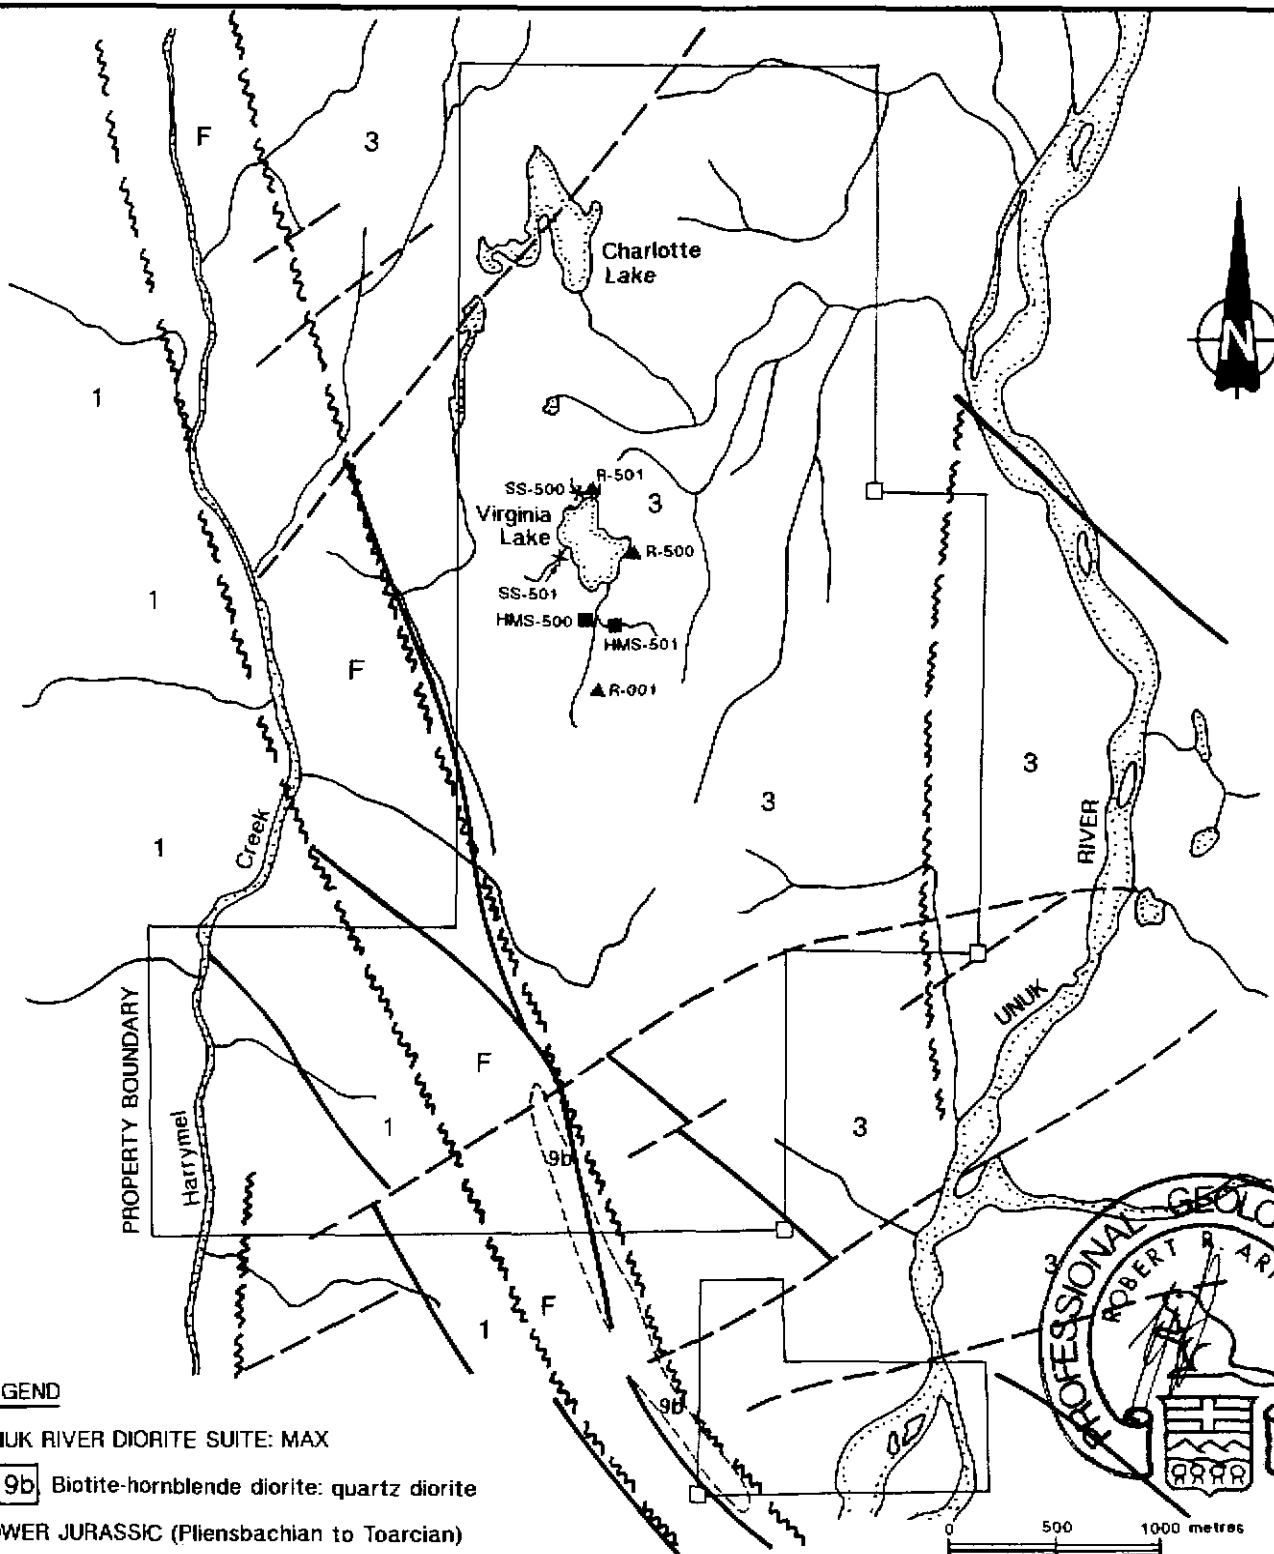 F
3
Charlotte
Lake
N
1
SS-500
R-501
3
Virginia
Lake
R-500
1
SS-501
HMS-500
HMS-501
F
R-001
3
3
1
Creek
RIVER
UNUK
PROPERTY BOUNDARY
Harrymel
F
1
3
9b
PROFESSIONAL
ROBERT R.
3
F
1
9b
GEND
UK RIVER DIORITE SUITE: MAX
9b Biotite-hornblende diorite: quartz diorite
WER JURASSIC (Pliensbachian to Toarcian)
0 500 1000 metres